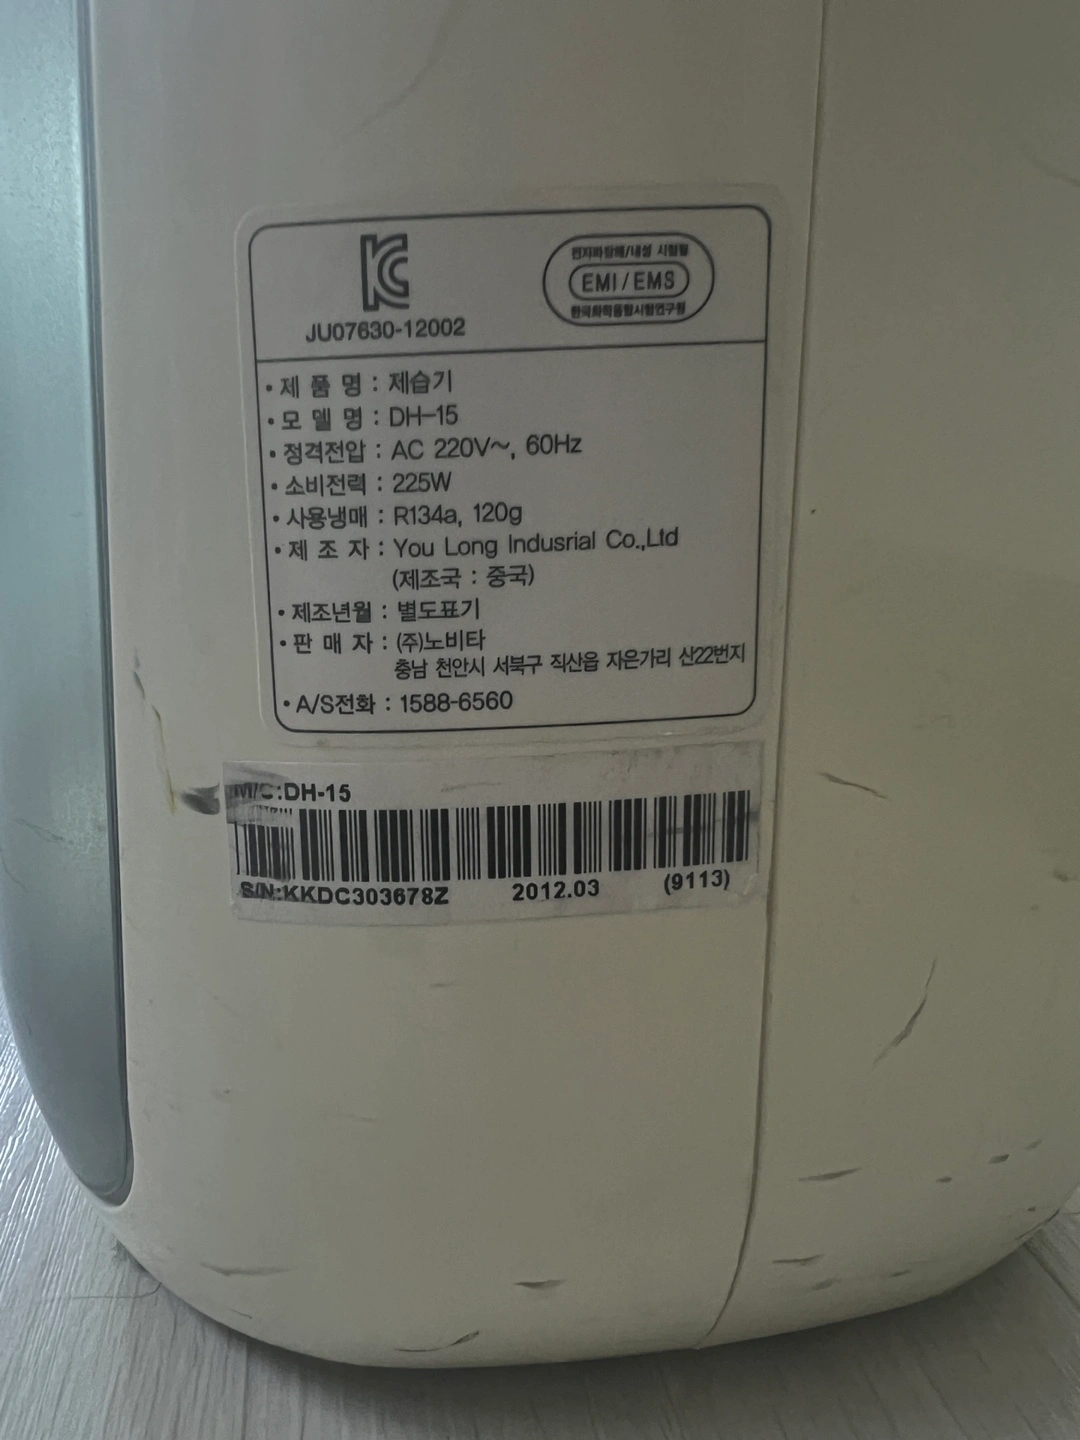 KC
JU07630-12002
전자파장해/내성 시험필
EMI/EMS
한국화학융합시험연구원
• 제 품 명 : 제습기
• 모 델 명 : DH-15
• 정격전압 : AC 220V~, 60Hz
• 소비전력 : 225W
• 사용냉매 : R134a, 120g
• 제 조 자 : You Long Indusrial Co.,Ltd
(제조국 : 중국)
• 제조년월 : 별도표기
• 판 매 자 : (주)노비타
충남 천안시 서북구 직산읍 자은가리 산22번지
• A/S전화 : 1588-6560
M/C:DH-15
S/N:KKDC303678Z 2012.03 (9113)